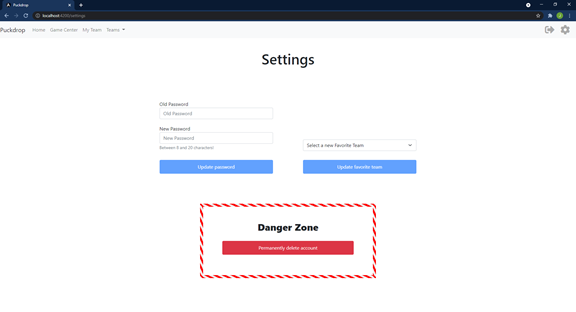 Puckdrop
localhost:4200/settings
Puckdrop
Home Game Center My Team Teams
Settings
Old Password
Old Password
New Password
New Password
Between 8 and 20 characters
Select a new Favorite Team
Update password
Update favorite team
Danger Zone
Permanently delete account